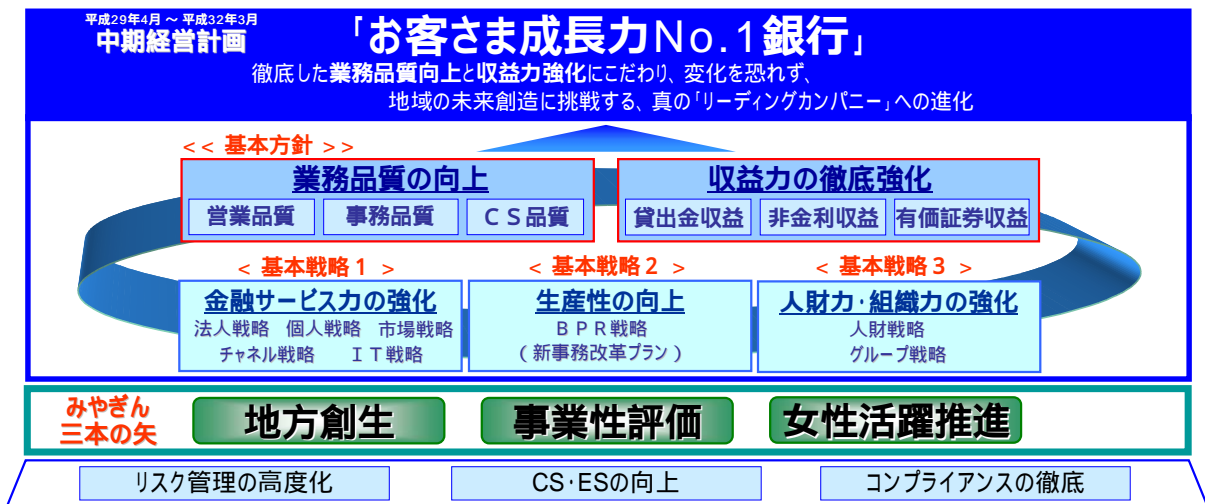 平成29年4月～平成32年3月
中期経営計画
「お客さま成長力No.1銀行」
徹底した業務品質向上と収益力強化にこだわり、変化を恐れず、
地域の未来創造に挑戦する、真の「リーディングカンパニー」への進化
<< 基本方針 >>
業務品質の向上
営業品質 事務品質 ＣＳ品質
収益力の徹底強化
貸出金収益 非金利収益 有価証券収益
< 基本戦略１ >
金融サービス力の強化
法人戦略 個人戦略 市場戦略
チャネル戦略 ＩＴ戦略
< 基本戦略２ >
生産性の向上
ＢＰＲ戦略
(新事務改革プラン)
< 基本戦略３ >
人財力・組織力の強化
人財戦略
グループ戦略
みやぎん
三本の矢
地方創生 事業性評価 女性活躍推進
リスク管理の高度化 CS・ESの向上 コンプライアンスの徹底